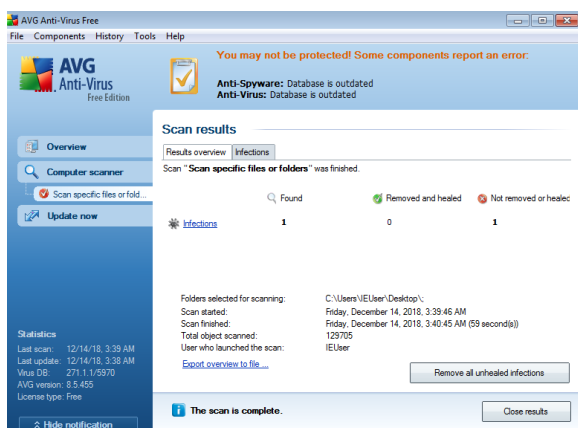 AVG Anti-Virus Free
File Components History Tools Help
AVG
Anti-Virus
Free Edition
You may not be protected! Some components report an error.
Anti-Spyware: Database is outdated
Anti-Virus: Database is outdated
Overview
Computer scanner
Scan specific files or fold...
Update now
Scan results
Results overview Infections
Scan "Scan specific files or folders" was finished.
Found Removed and healed Not removed or healed
Infections 1 0 1
Folders selected for scanning: C:\Users\IEUser\Desktop\;
Scan started: Friday, December 14, 2018, 3:39:46 AM
Scan finished: Friday, December 14, 2018, 3:40:45 AM (59 second(s))
Total object scanned: 129705
User who launched the scan: IEUser
Export overview to file ...
Remove all unhealed infections
Statistics
Last scan: 12/14/18, 3:39 AM
Last update: 12/14/18, 3:38 AM
Virus DB: 271.1.1/5970
AVG version: 8.5.455
License type: Free
Hide notification
The scan is complete.
Close results